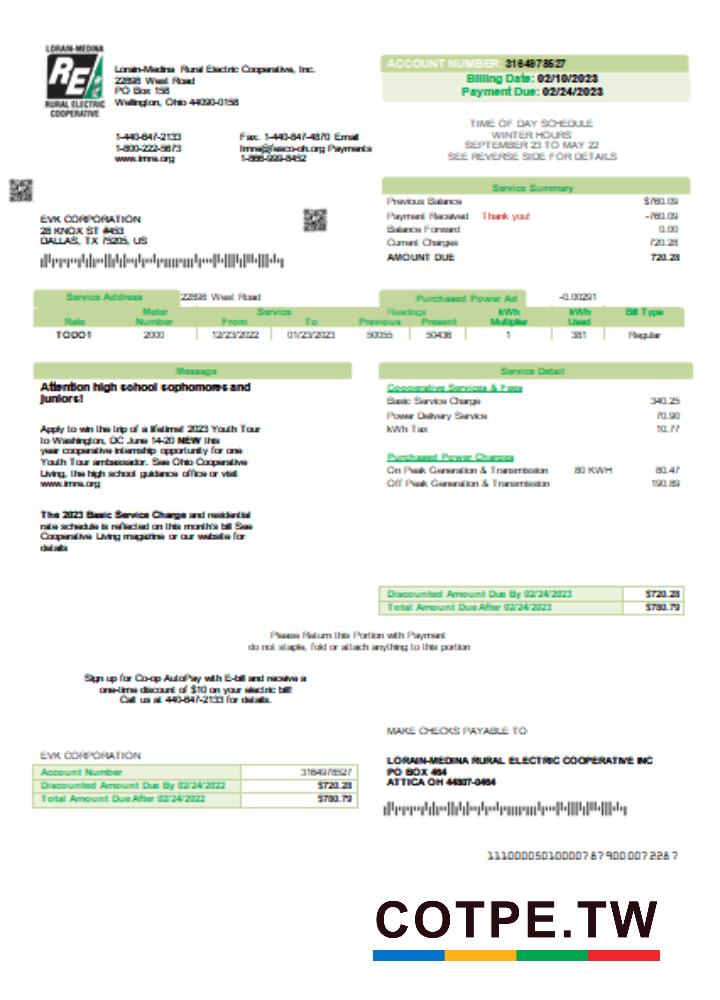 LORAIN-MEDINA
RE
RURAL ELECTRIC
COOPERATIVE
Lorain-Medina Rural Electric Cooperative, Inc.
22898 West Road
PO Box 158
Wellington, Ohio 44090-0158
1-440-647-2133
1-800-222-5673
www.lmre.org
Fax. 1-440-647-4870 Email
lmre@fesco-oh.org Payments
1-866-999-8452
ACCOUNT NUMBER: 3164978527
Billing Date: 02/10/2023
Payment Due: 02/24/2023
TIME OF DAY SCHEDULE
WINTER HOURS
SEPTEMBER 23 TO MAY 22
SEE REVERSE SIDE FOR DETAILS
EVK CORPORATION
28 KNOX ST #453
DALLAS, TX 75205, US
Service Summary
Previous Balance $760.09
Payment Received Thank you! -760.09
Balance Forward 0.00
Current Charges 720.28
AMOUNT DUE 720.28
Service Address 22898 West Road
Purchased Power Ad -0.00291
Rate Meter Number Service From To Readings Previous Present kWh Multiplier kWh Used Bill Type
TODO1 2000 12/23/2022 01/23/2023 50055 50436 1 381 Regular
Message
Attention high school sophomores and
juniors!
Apply to win the trip of a lifetime! 2023 Youth Tour
to Washington, DC June 14-20 NEW this
year cooperative internship opportunity for one
Youth Tour ambassador. See Ohio Cooperative
Living, the high school guidance office or visit
www.lmre.org
The 2023 Basic Service Charge and residential
rate schedule is reflected on this month's bill See
Cooperative Living magazine or our website for
details
Service Detail
Cooperative Services & Fees
Basic Service Charge 340.25
Power Delivery Service 70.90
kWh Tax 10.77
Purchased Power Charges
On Peak Generation & Transmission 80 KWH 80.47
Off Peak Generation & Transmission 190.89
Discounted Amount Due By 02/24/2023 $720.28
Total Amount Due After 02/24/2023 $780.79
Please Return this Portion with Payment
do not staple, fold or attach anything to this portion
Sign up for Co-op AutoPay with E-bill and receive a
one-time discount of $10 on your electric bill!
Call us at 440-647-2133 for details.
EVK CORPORATION
Account Number 3164978527
Discounted Amount Due By 02/24/2022 $720.28
Total Amount Due After 02/24/2022 $780.79
MAKE CHECKS PAYABLE TO
LORAIN-MEDINA RURAL ELECTRIC COOPERATIVE INC
PO BOX 464
ATTICA OH 44807-0464
1110000501000078790000722​87
COTPE.TW